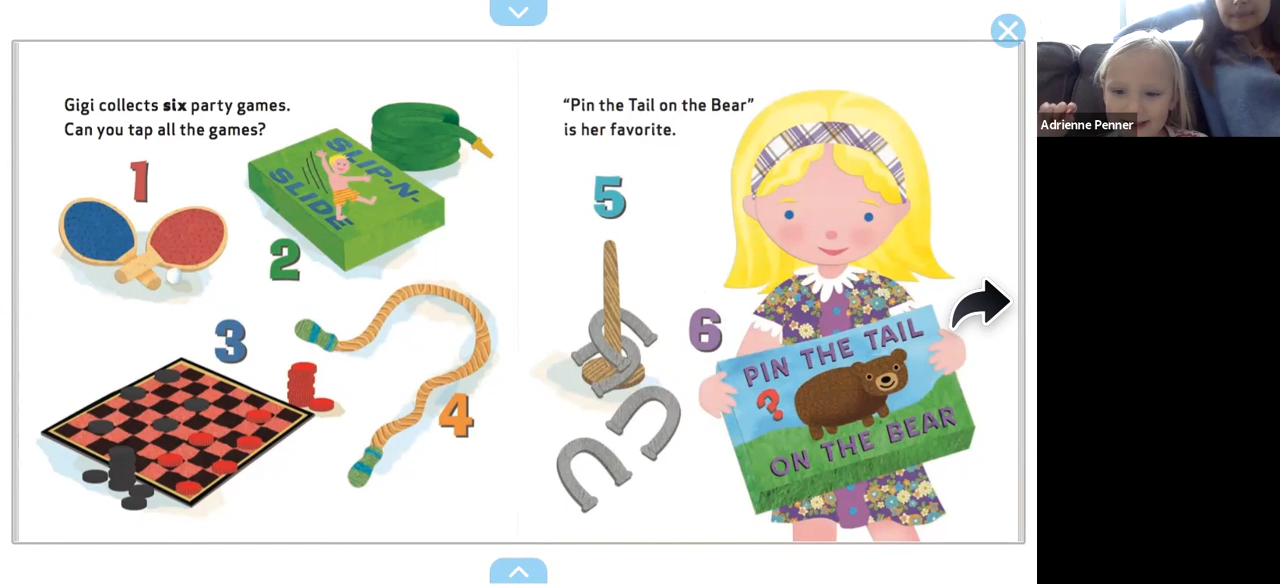 Gigi collects six party games.
Can you tap all the games?
1
SLIP-N-
SLIDE
2
3
4
"Pin the Tail on the Bear"
is her favorite.
5
6
PIN THE TAIL
?
ON THE BEAR
Adrienne Penner